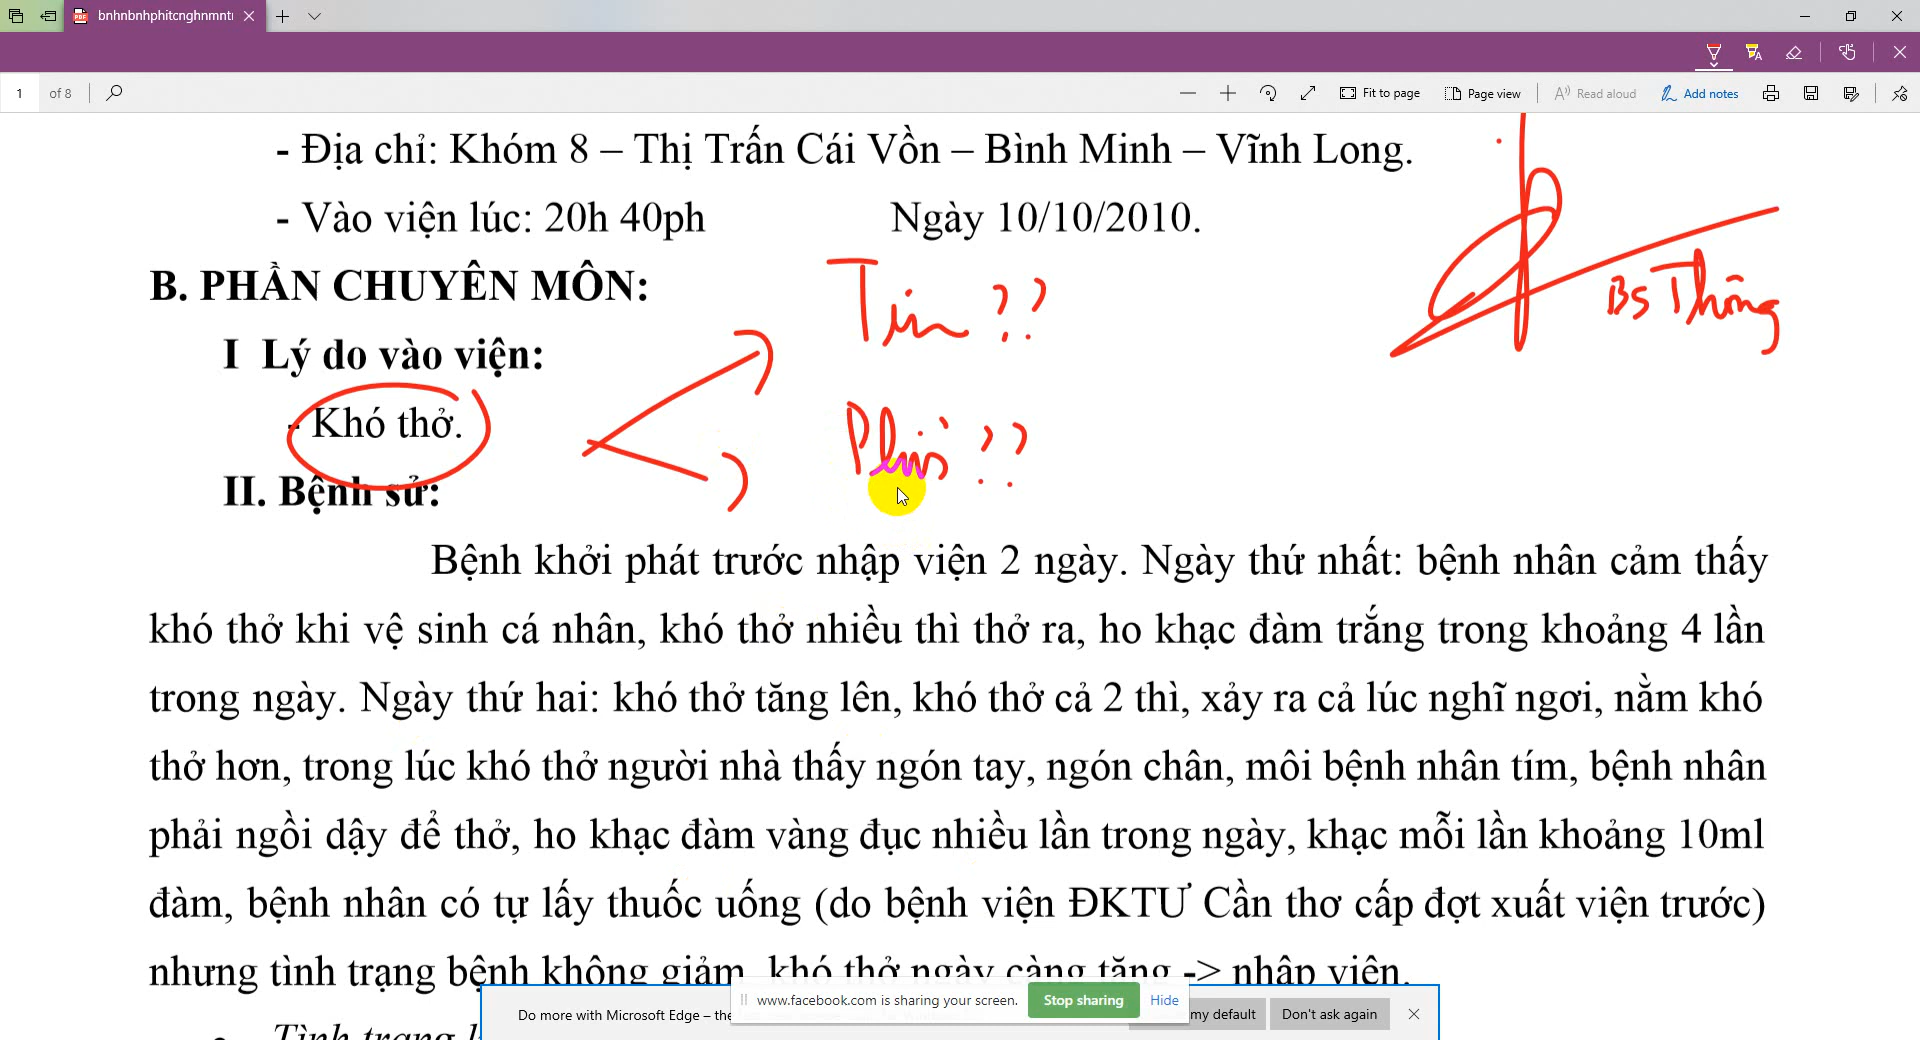 bnhnbnhphitcnghnmntı
1 of 8
Fit to page
Page view
Read aloud
Add notes
- Địa chỉ: Khóm 8 – Thị Trấn Cái Vồn – Bình Minh – Vĩnh Long.
- Vào viện lúc: 20h 40ph Ngày 10/10/2010.
B. PHẦN CHUYÊN MÔN:
Tim ??
BS Thông
I Lý do vào viện:
- Khó thở.
Phổi ??
II. Bệnh sử:
Bệnh khởi phát trước nhập viện 2 ngày. Ngày thứ nhất: bệnh nhân cảm thấy
khó thở khi vệ sinh cá nhân, khó thở nhiều thì thở ra, ho khạc đàm trắng trong khoảng 4 lần
trong ngày. Ngày thứ hai: khó thở tăng lên, khó thở cả 2 thì, xảy ra cả lúc nghĩ ngơi, nằm khó
thở hơn, trong lúc khó thở người nhà thấy ngón tay, ngón chân, môi bệnh nhân tím, bệnh nhân
phải ngồi dậy để thở, ho khạc đàm vàng đục nhiều lần trong ngày, khạc mỗi lần khoảng 10ml
đàm, bệnh nhân có tự lấy thuốc uống (do bệnh viện ĐKTƯ Cần thơ cấp đợt xuất viện trước)
nhưng tình trạng bệnh không giảm, khó thở ngày càng tăng -> nhập viện.
www.facebook.com is sharing your screen.
Stop sharing
Hide
Do more with Microsoft Edge – the
my default
Don't ask again
Tình trạng